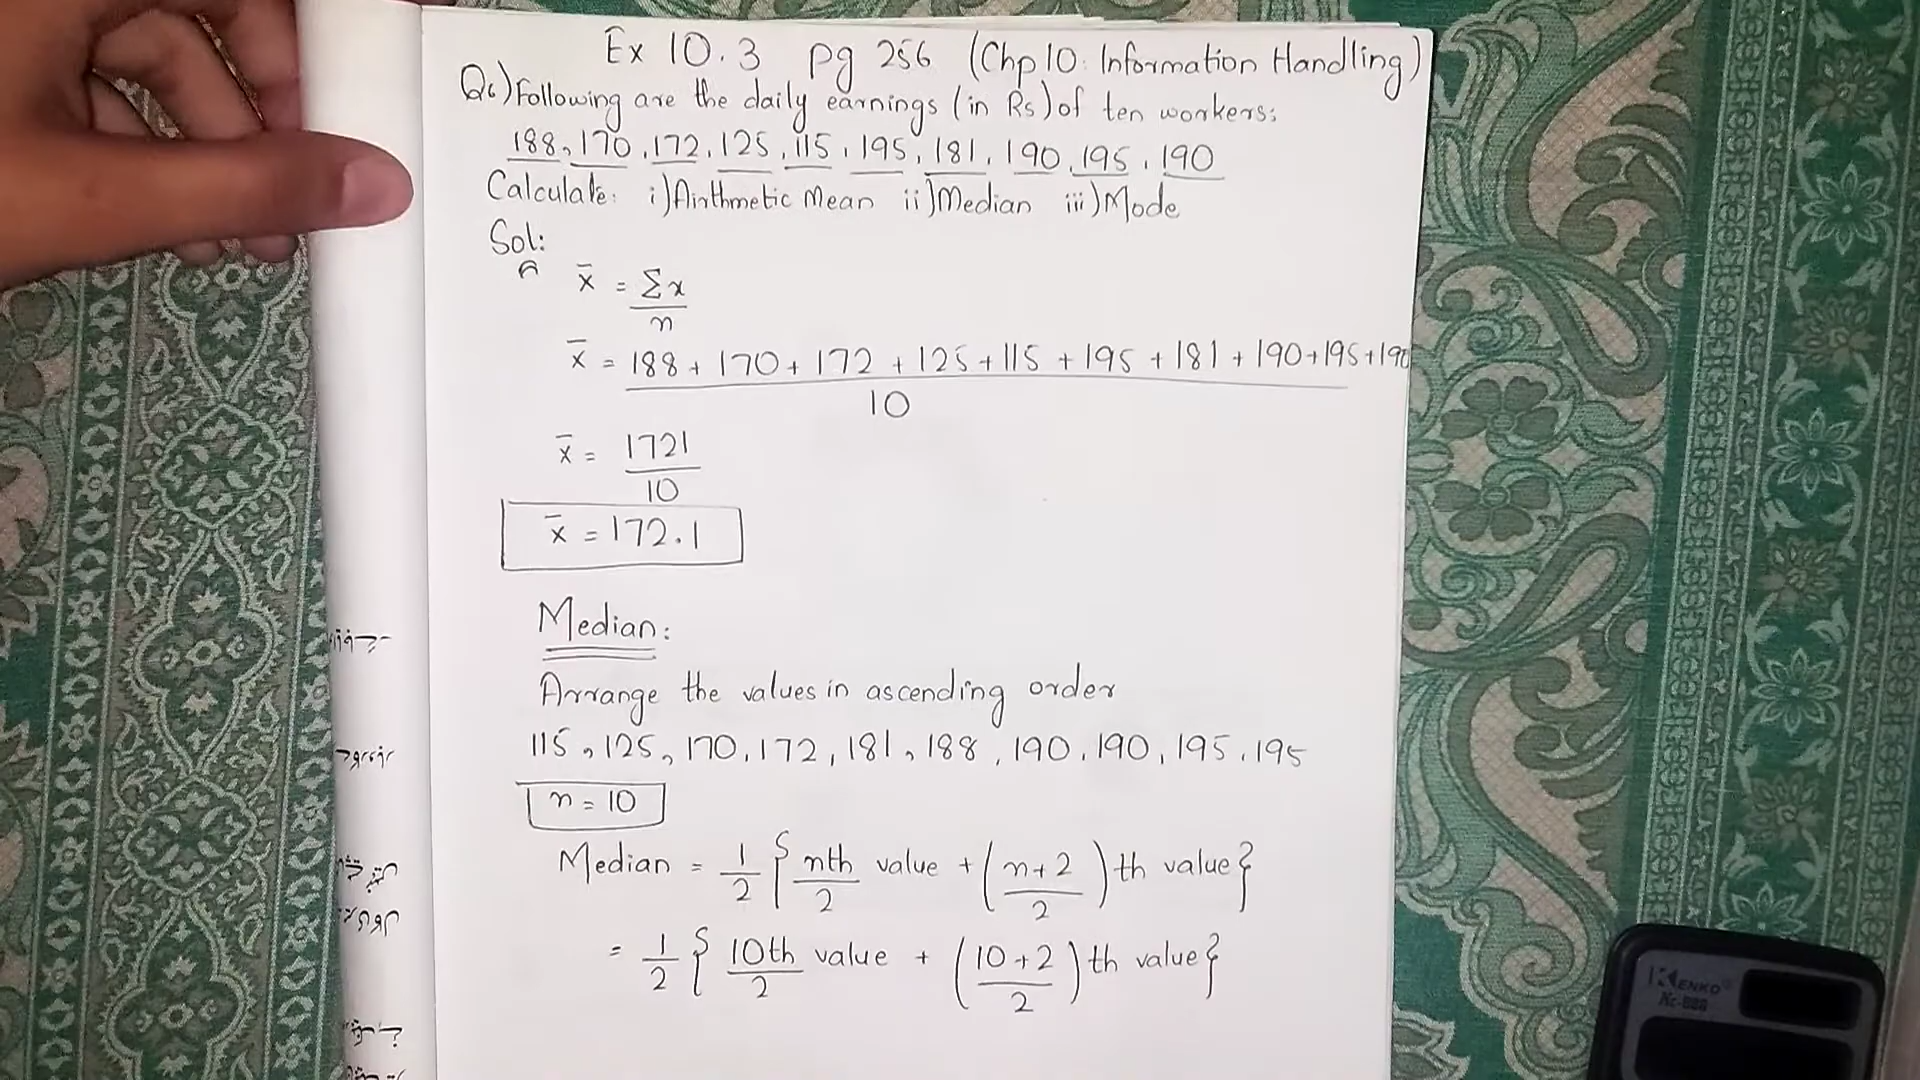 Ex 10.3 pg 256 (Chp 10: Information Handling)
Q6) Following are the daily earnings (in Rs) of ten workers:
188, 170, 172, 125, 115, 195, 181, 190, 195, 190
Calculate: i) Airthmetic Mean ii) Median iii) Mode
Sol:
x̄ = Σx / n
x̄ = 188 + 170 + 172 + 125 + 115 + 195 + 181 + 190 + 195 + 190 / 10
x̄ = 1721 / 10
x̄ = 172.1
Median:
Arrange the values in ascending order
115, 125, 170, 172, 181, 188, 190, 190, 195, 195
n = 10
Median = 1/2 { nth/2 value + (n+2 / 2)th value }
= 1/2 { 10th/2 value + (10+2 / 2)th value }
KENKO